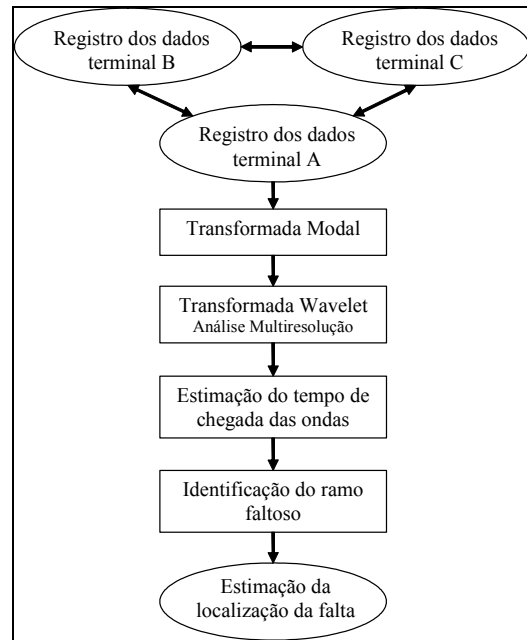 Registro dos dados
terminal B
Registro dos dados
terminal C
Registro dos dados
terminal A
Transformada Modal
Transformada Wavelet
Análise Multiresolução
Estimação do tempo de
chegada das ondas
Identificação do ramo
faltoso
Estimação da
localização da falta